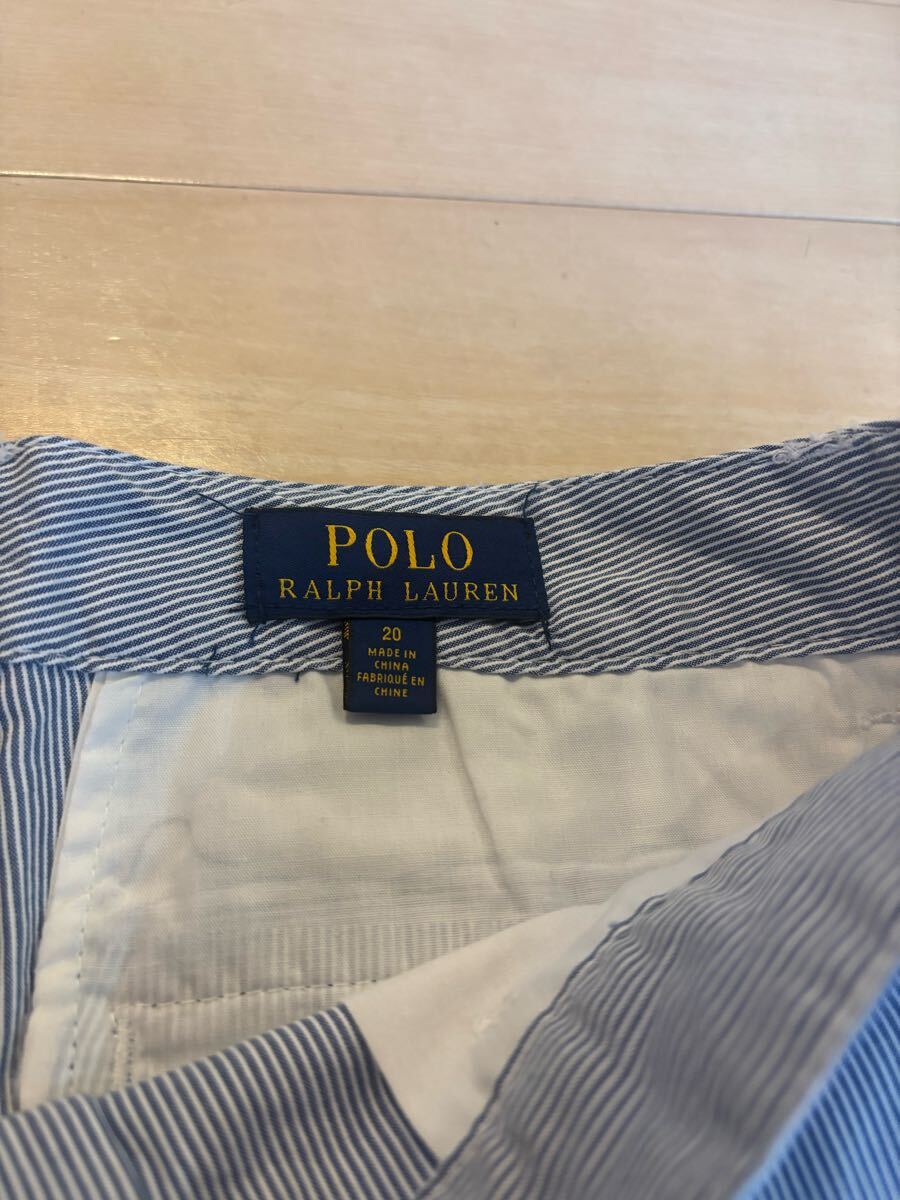 POLO
RALPH LAUREN
20
MADE IN
CHINA
FABRIQUÉ EN
CHINE